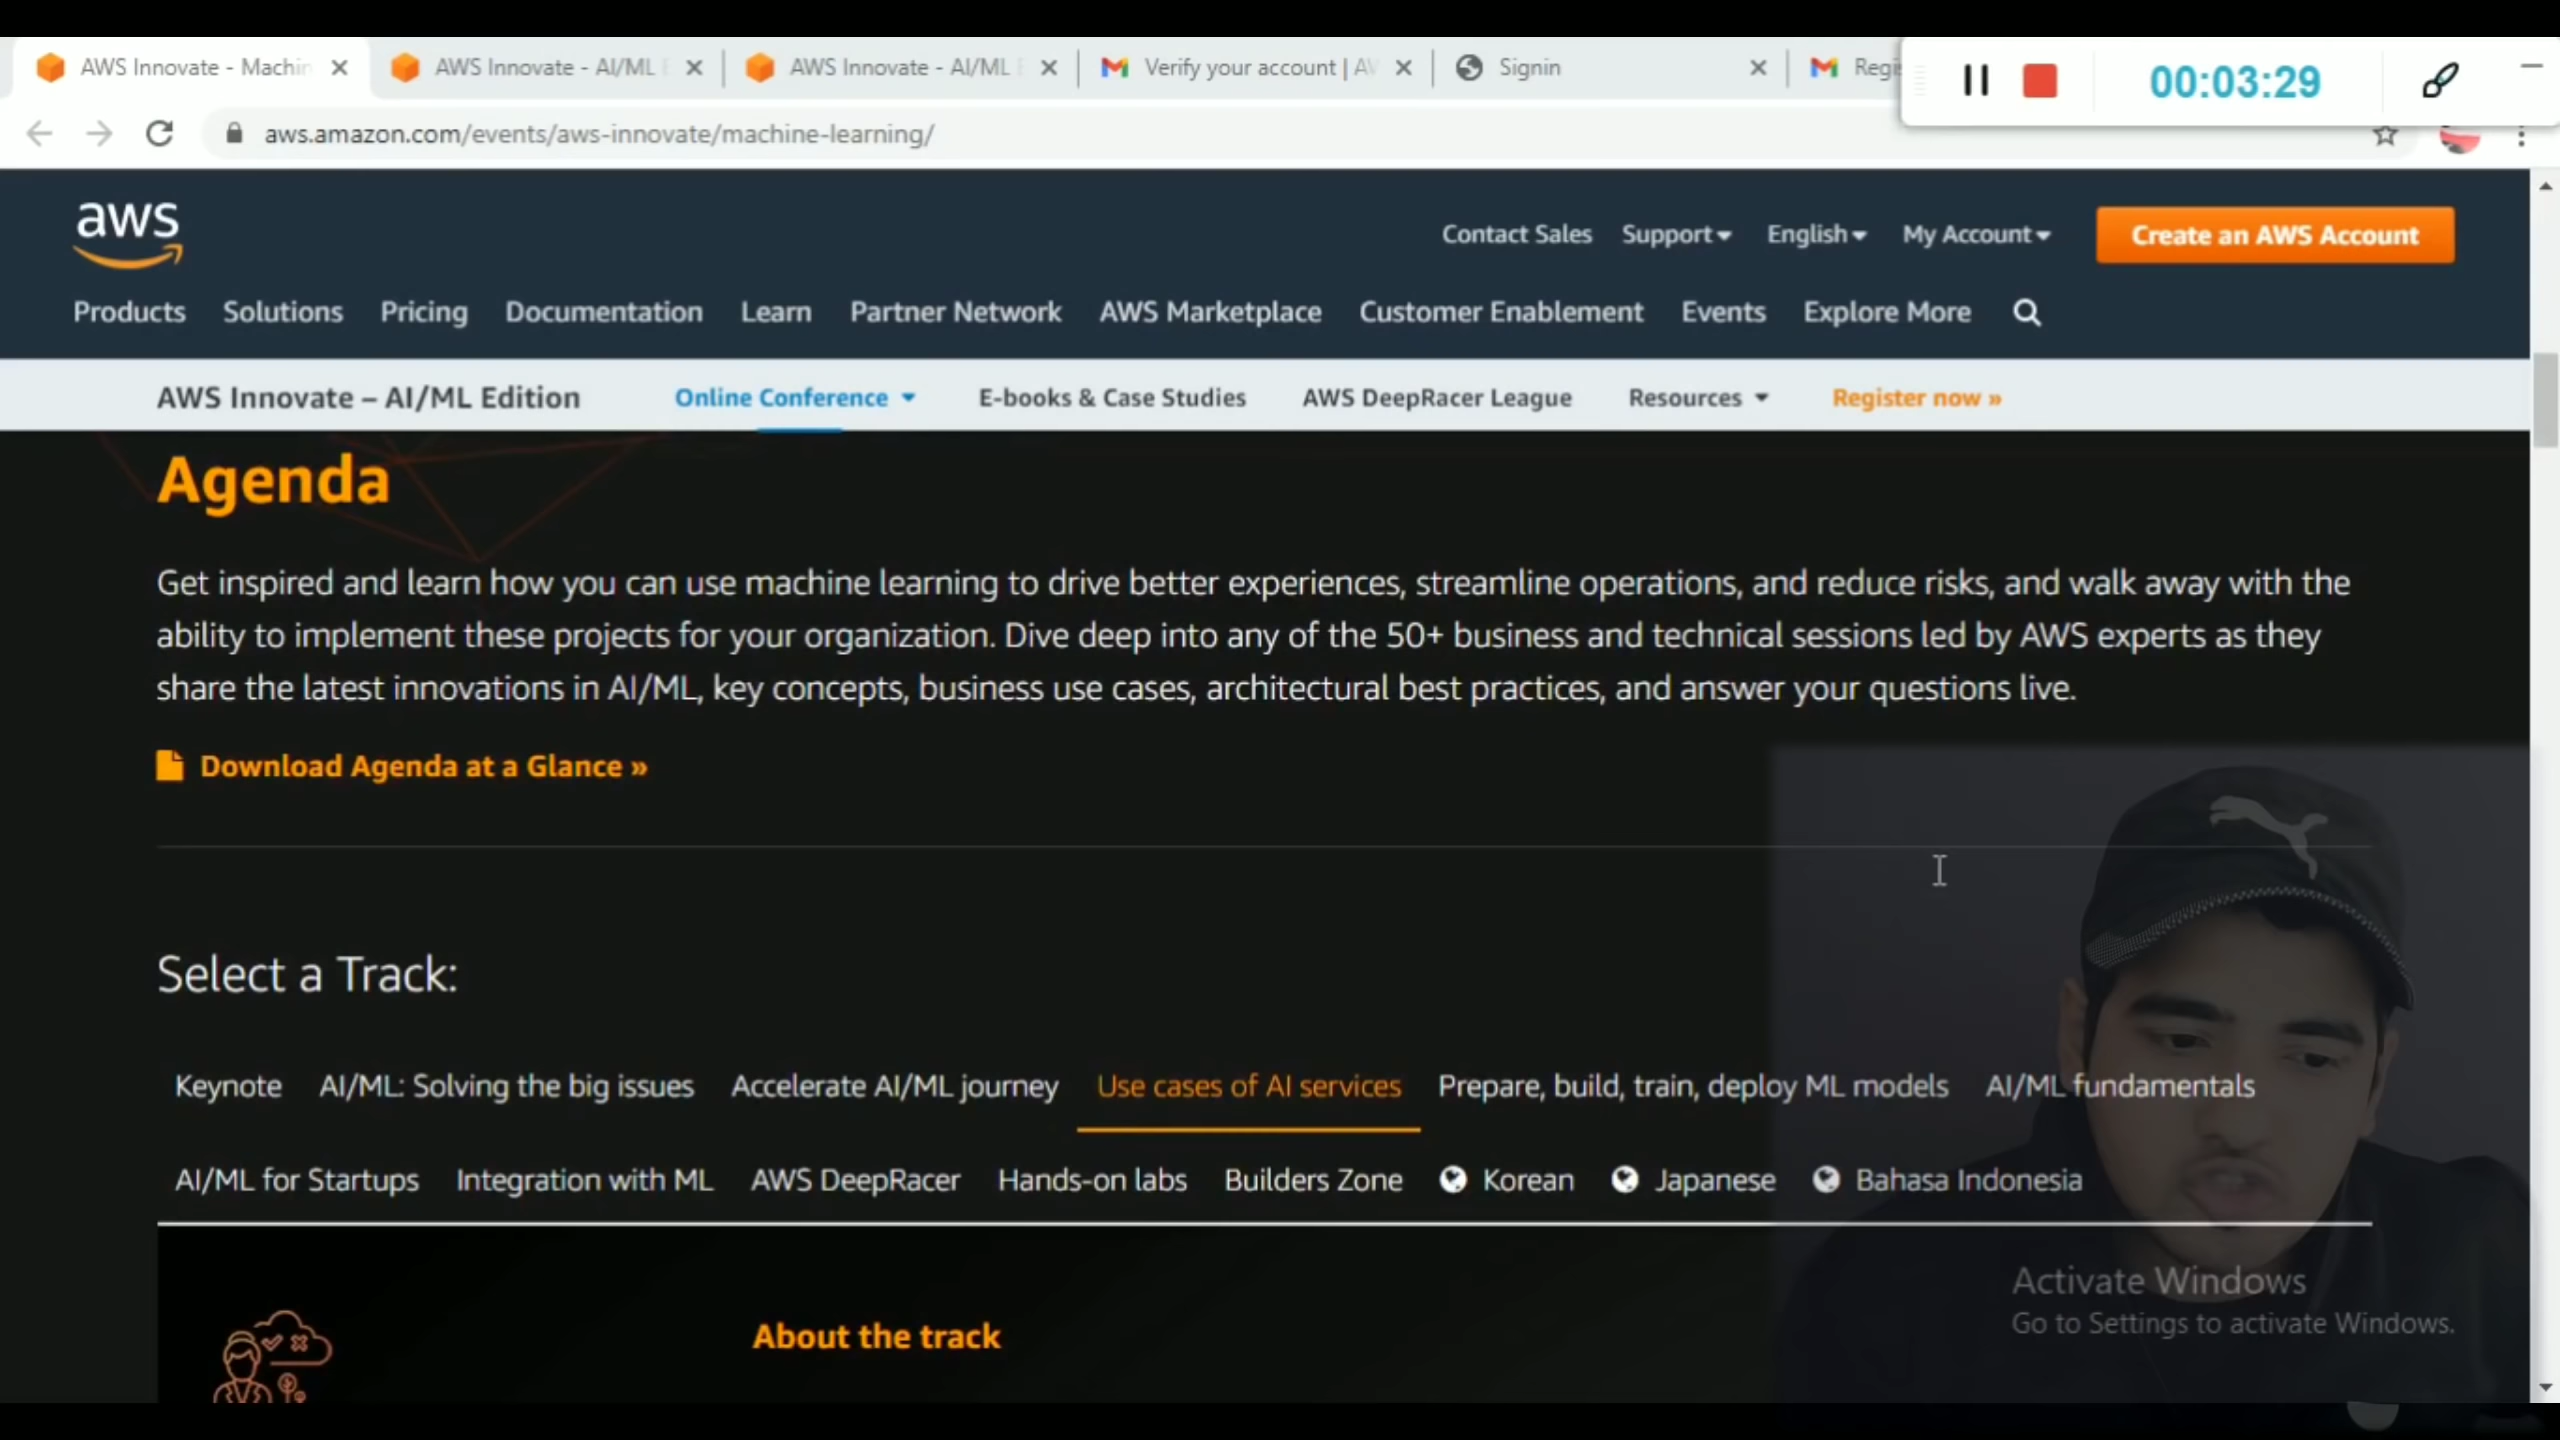 AWS Innovate - Machin
AWS Innovate - AI/ML E
AWS Innovate - AI/ML E
Verify your account | AW
Signin
Regis
00:03:29
aws.amazon.com/events/aws-innovate/machine-learning/
aws
Contact Sales
Support
English
My Account
Create an AWS Account
Products
Solutions
Pricing
Documentation
Learn
Partner Network
AWS Marketplace
Customer Enablement
Events
Explore More
AWS Innovate – AI/ML Edition
Online Conference
E-books & Case Studies
AWS DeepRacer League
Resources
Register now »
Agenda
Get inspired and learn how you can use machine learning to drive better experiences, streamline operations, and reduce risks, and walk away with the
ability to implement these projects for your organization. Dive deep into any of the 50+ business and technical sessions led by AWS experts as they
share the latest innovations in AI/ML, key concepts, business use cases, architectural best practices, and answer your questions live.
Download Agenda at a Glance »
Select a Track:
Keynote
AI/ML: Solving the big issues
Accelerate AI/ML journey
Use cases of AI services
Prepare, build, train, deploy ML models
AI/ML fundamentals
AI/ML for Startups
Integration with ML
AWS DeepRacer
Hands-on labs
Builders Zone
Korean
Japanese
Bahasa Indonesia
About the track
Activate Windows
Go to Settings to activate Windows.